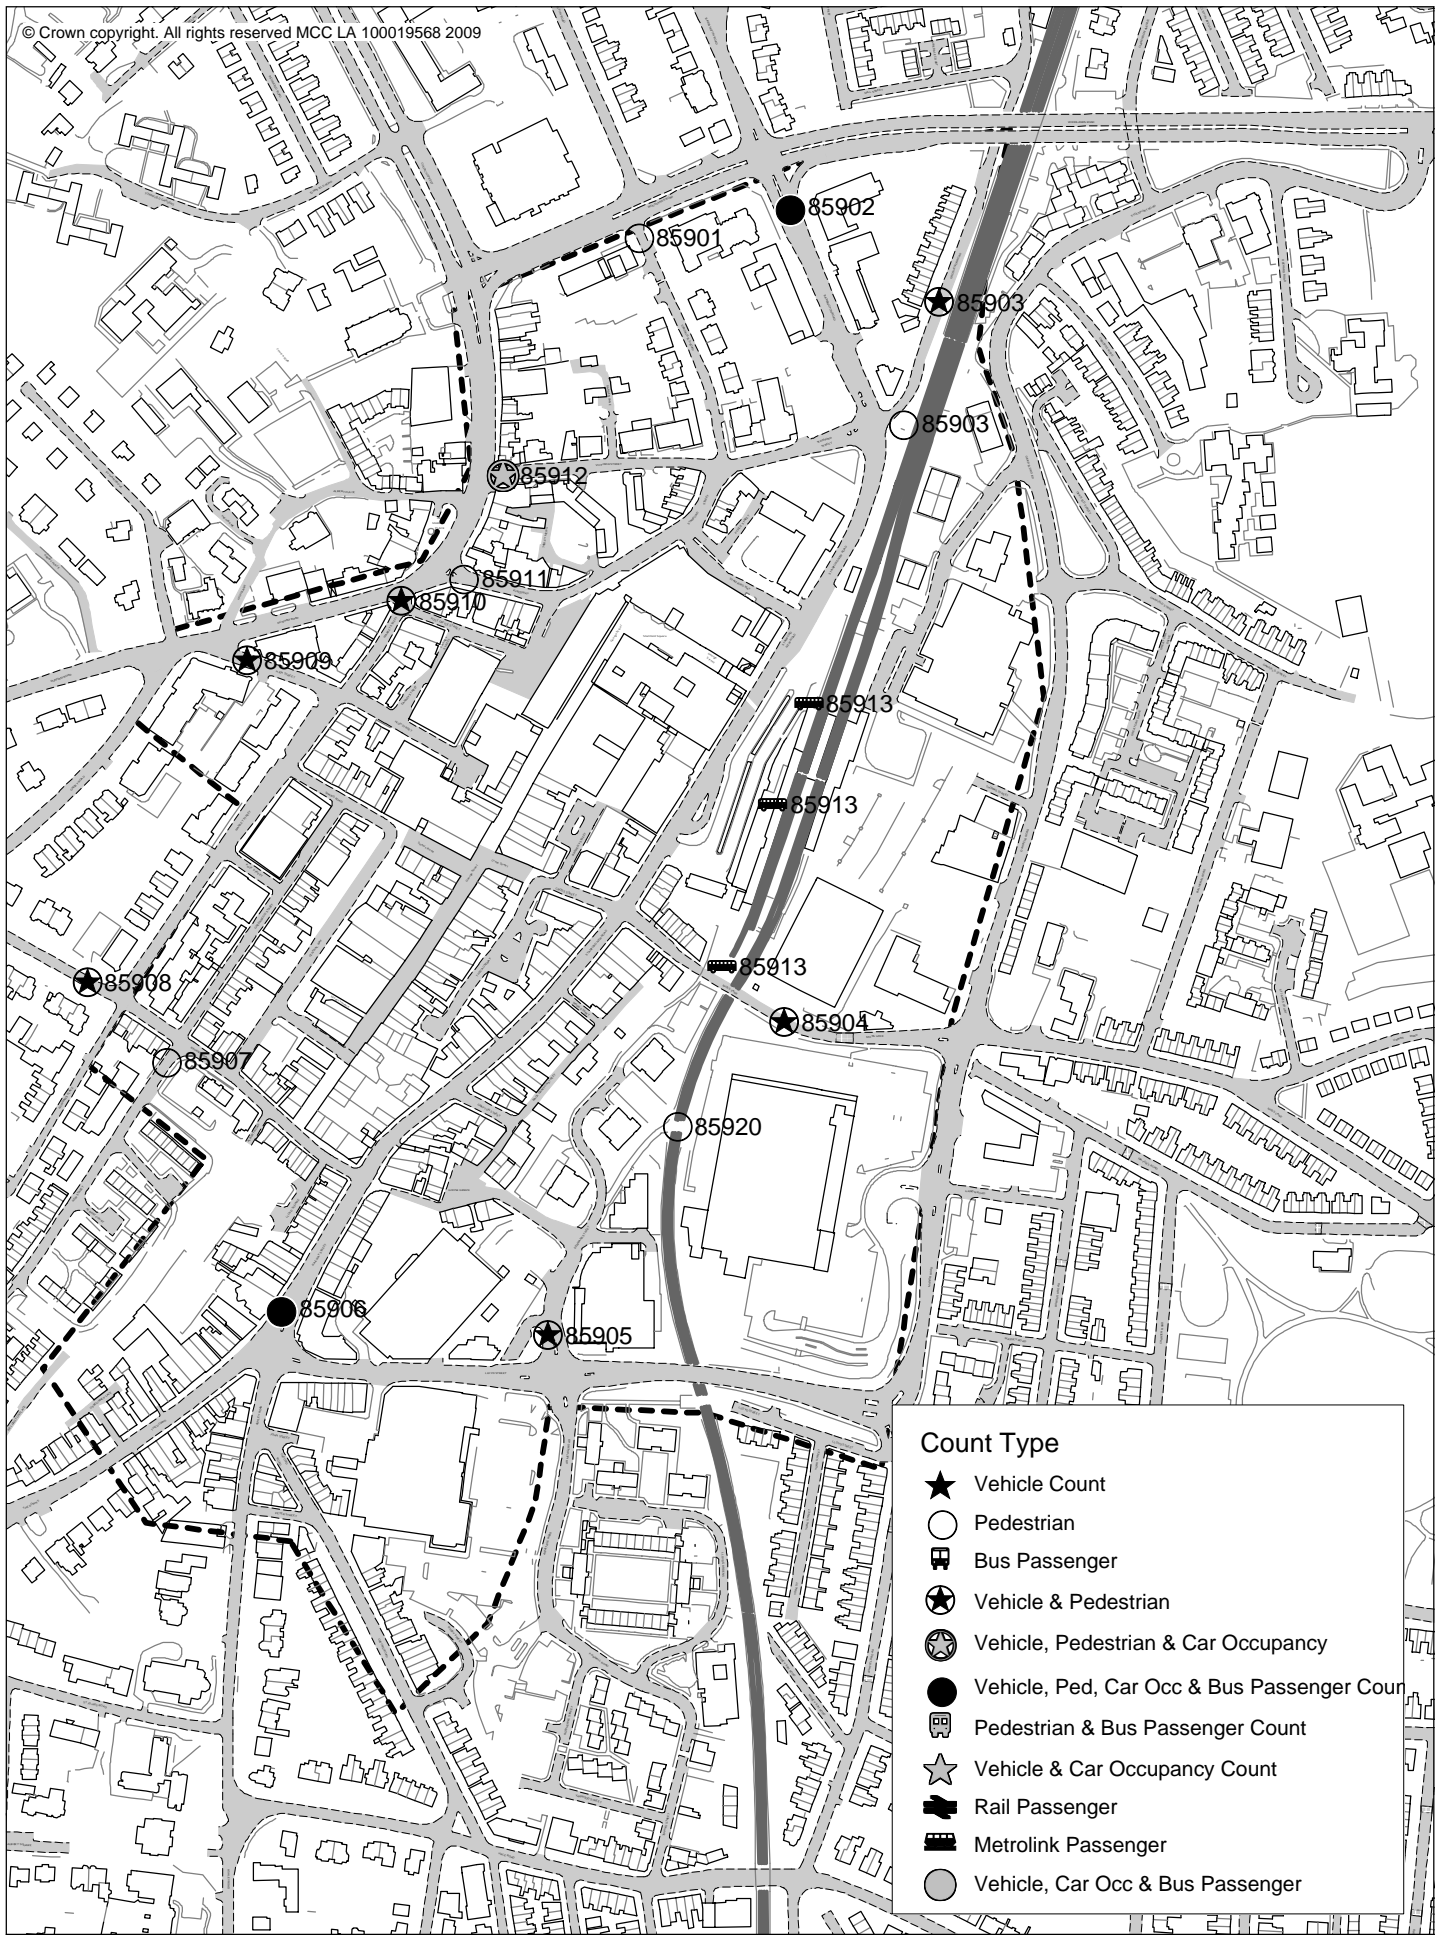 © Crown copyright. All rights reserved MCC LA 100019568 2009
85902
85901
85903
85903
85912
85911
85910
85909
85913
85913
85913
85908
85904
85907
85920
85906
85905
Count Type
Vehicle Count
Pedestrian
Bus Passenger
Vehicle & Pedestrian
Vehicle, Pedestrian & Car Occupancy
Vehicle, Ped, Car Occ & Bus Passenger Coun
Pedestrian & Bus Passenger Count
Vehicle & Car Occupancy Count
Rail Passenger
Metrolink Passenger
Vehicle, Car Occ & Bus Passenger